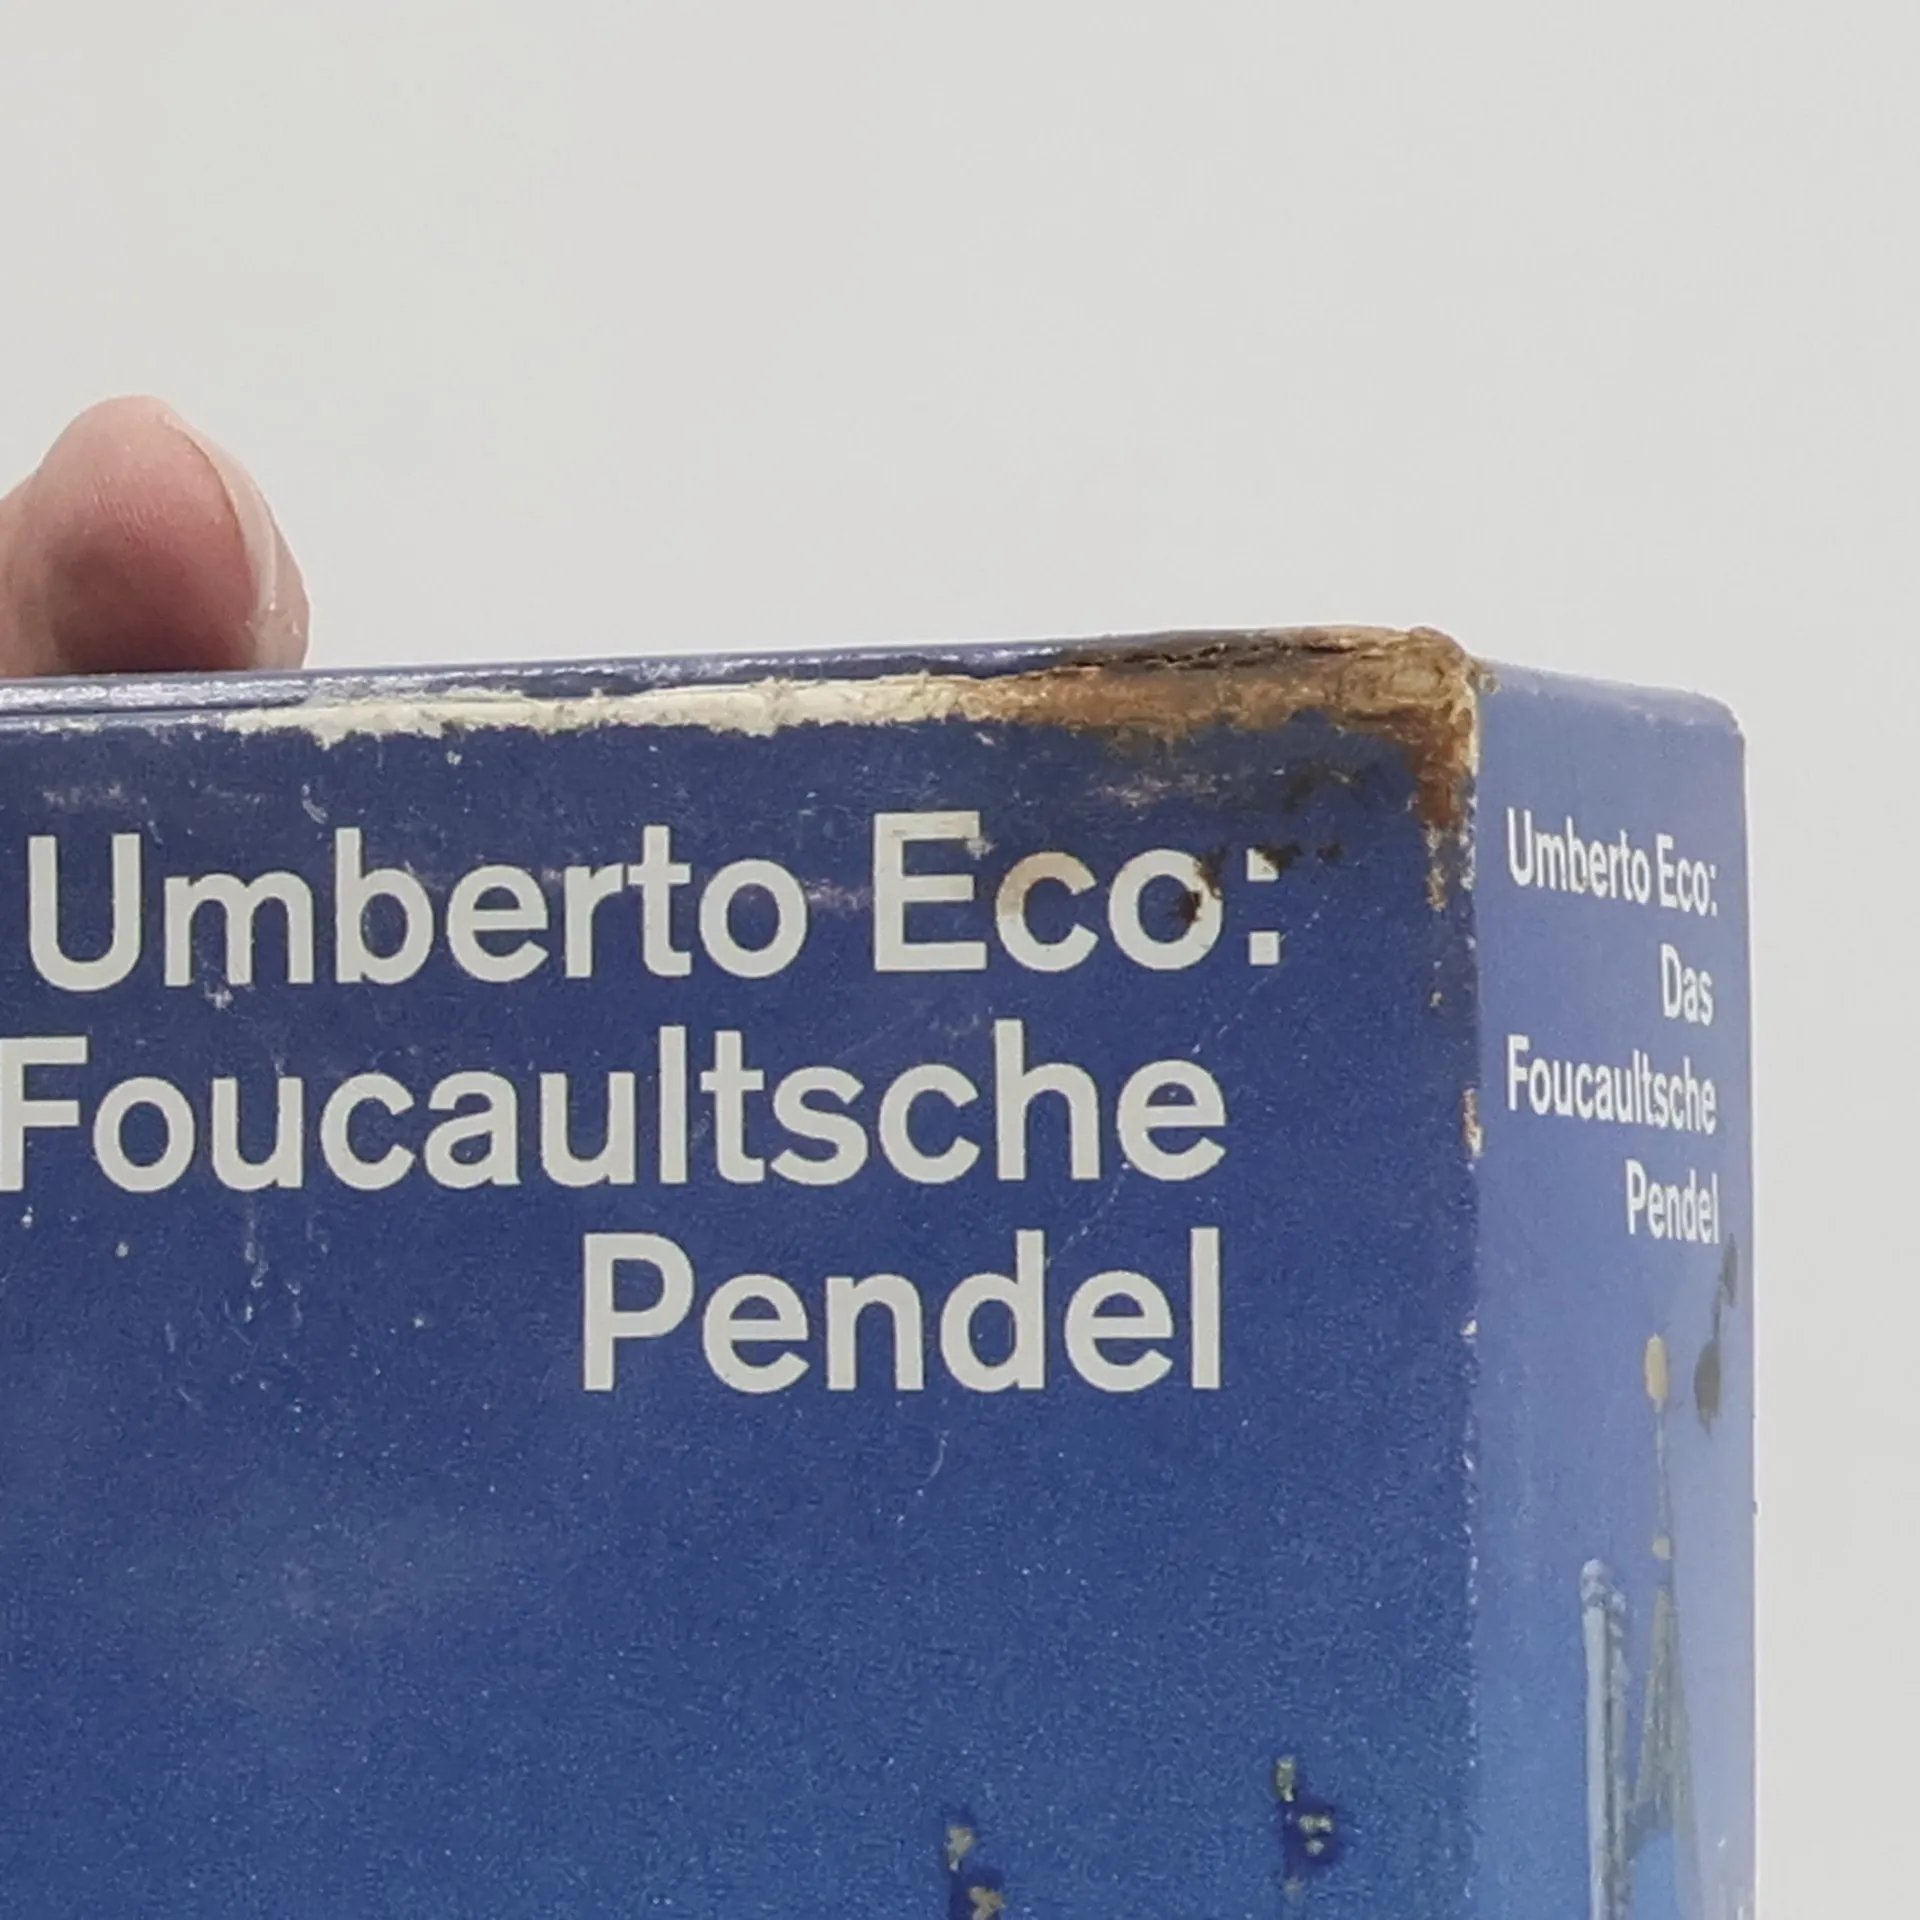 Umberto Eco:
Foucaultsche
Pendel
Umberto Eco:
Das
Foucaultsche
Pendel